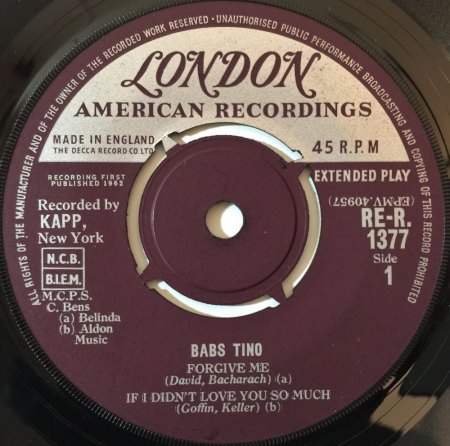 ALL RIGHTS OF THE MANUFACTURER AND OF THE OWNER OF THE RECORDED WORK RESERVED · UNAUTHORISED PUBLIC PERFORMANCE BROADCASTING AND COPYING OF THIS RECORD PROHIBITED
LONDON
AMERICAN RECORDINGS
MADE IN ENGLAND
THE DECCA RECORD CO. LTD.
45 R.P.M
RECORDING FIRST
PUBLISHED 1962
EXTENDED PLAY
(EPMV.40957)
Recorded by
KAPP,
New York
RE-R.
1377
Side
1
N.C.B.
B.I.E.M.
M.C.P.S.
C. Bens
(a) Belinda
(b) Aldon
Music
BABS TINO
FORGIVE ME
(David, Bacharach) (a)
IF I DIDN'T LOVE YOU SO MUCH
(Goffin, Keller) (b)